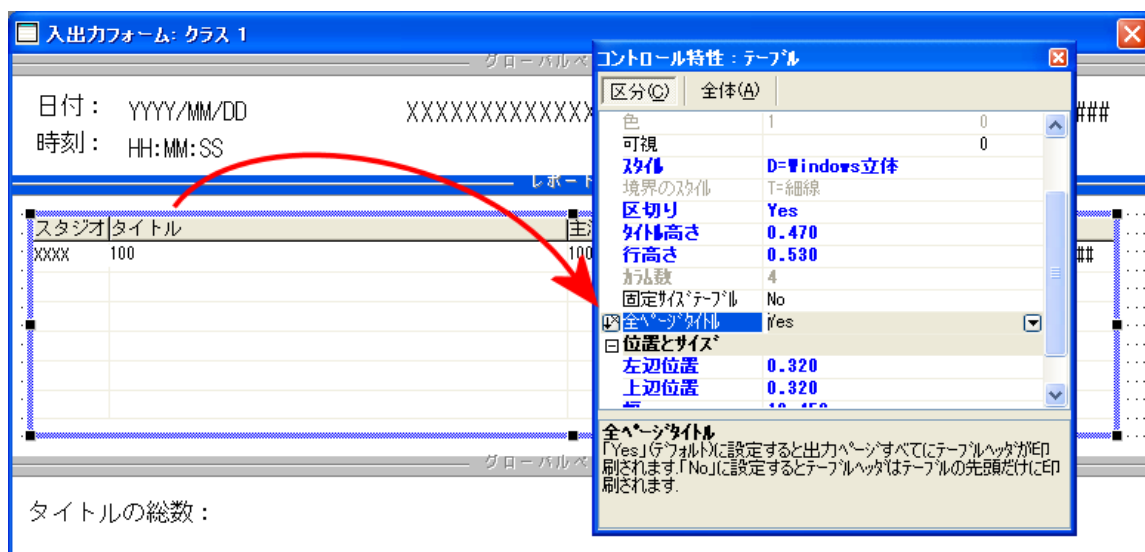 入出力フォーム: クラス 1
グローバルペ
コントロール特性：テーブル
区分(C) 全体(A)
日付： YYYY/MM/DD XXXXXXXXXXXXXX ###
時刻： HH:MM:SS
色 1 0
可視 0
スタイル D=Windows立体
レポート
境界のスタイル T=細線
区切り Yes
スタジオ タイトル 主
タイトル高さ 0.470
XXXX 100 100 ##
行高さ 0.530
カラム数 4
固定サイズテーブル No
全ページタイトル Yes
位置とサイズ
左辺位置 0.320
上辺位置 0.320
全ページタイトル
「Yes」(デフォルト)に設定すると出力ページすべてにテーブルヘッダが印
刷されます.「No」に設定するとテーブルヘッダはテーブルの先頭だけに印
刷されます.
グローバルペ
タイトルの総数：